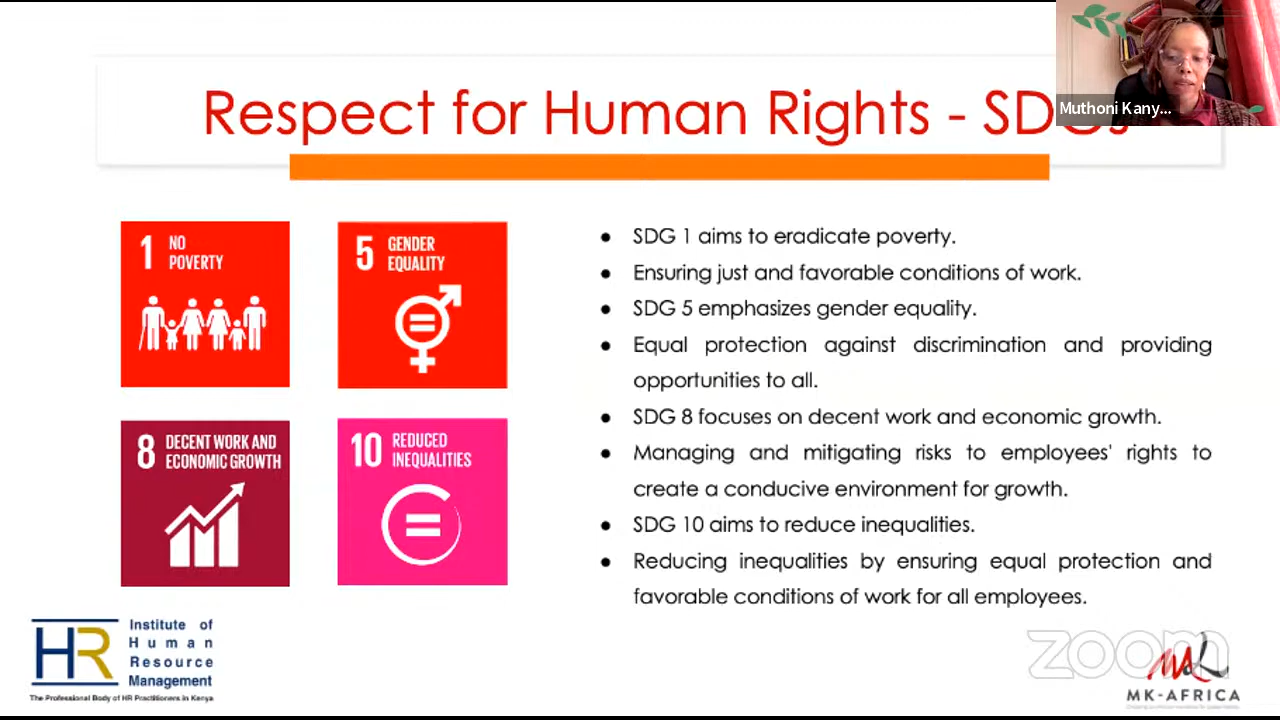 Respect for Human Rights - SDGs
Muthoni Kany...
1 NO
POVERTY
5 GENDER
EQUALITY
8 DECENT WORK AND
ECONOMIC GROWTH
10 REDUCED
INEQUALITIES
● SDG 1 aims to eradicate poverty.
● Ensuring just and favorable conditions of work.
● SDG 5 emphasizes gender equality.
● Equal protection against discrimination and providing
opportunities to all.
● SDG 8 focuses on decent work and economic growth.
● Managing and mitigating risks to employees' rights to
create a conducive environment for growth.
● SDG 10 aims to reduce inequalities.
● Reducing inequalities by ensuring equal protection and
favorable conditions of work for all employees.
HR
Institute of
Human
Resource
Management
The Professional Body of HR Practitioners in Kenya
zoom
MK-AFRICA